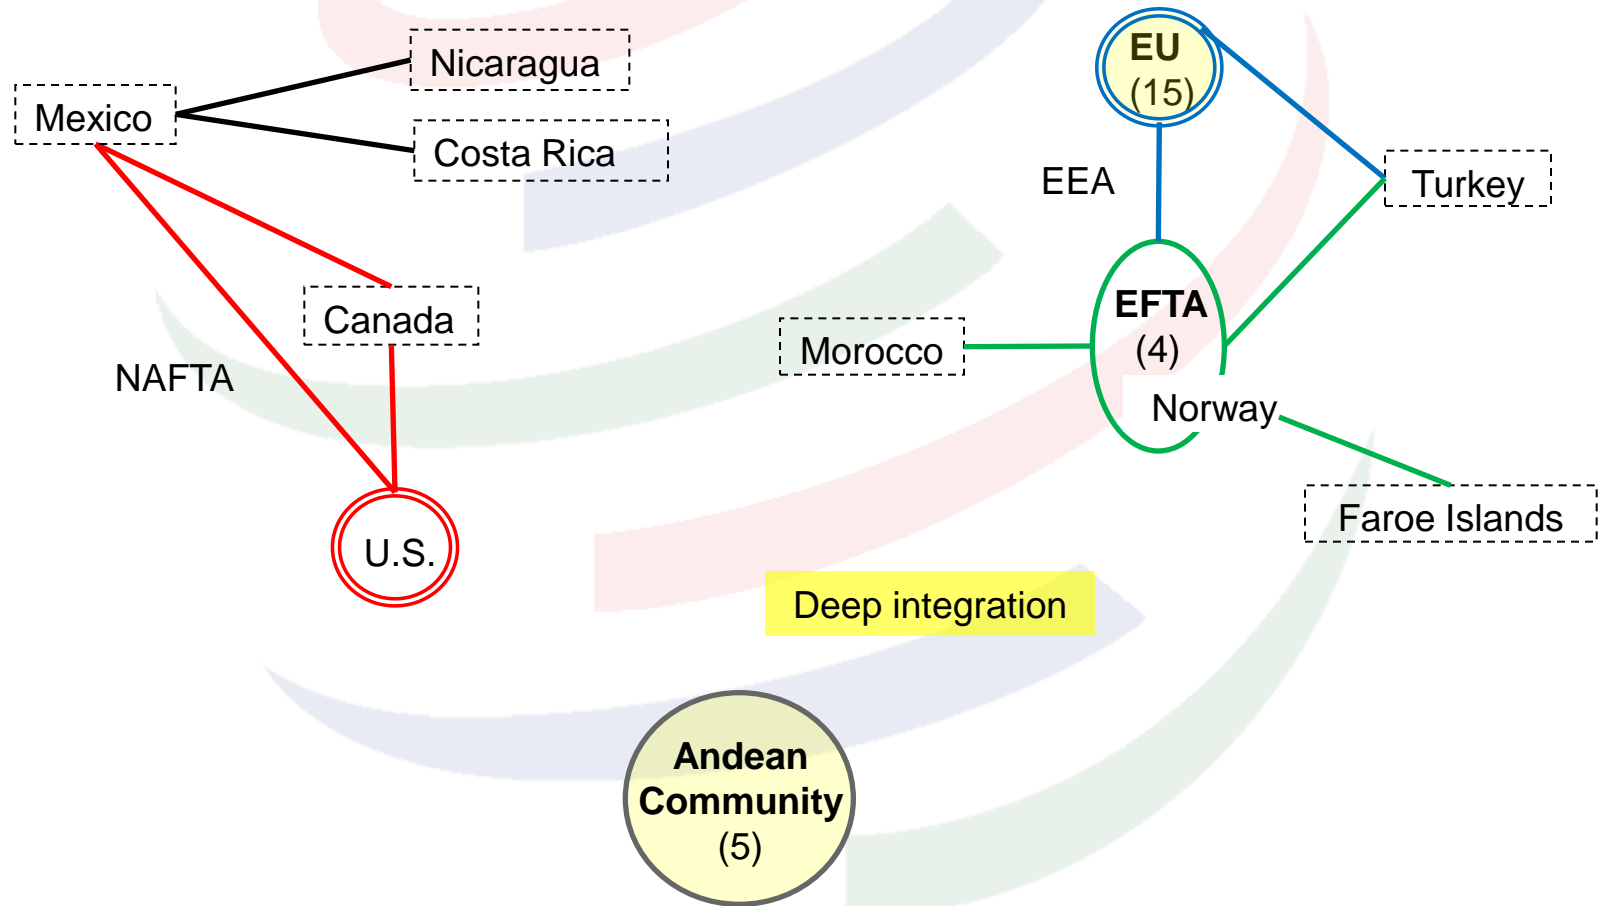 Nicaragua
Mexico
Costa Rica
Canada
NAFTA
U.S.
EU
(15)
EEA
Turkey
EFTA
(4)
Morocco
Norway
Faroe Islands
Deep integration
Andean
Community
(5)